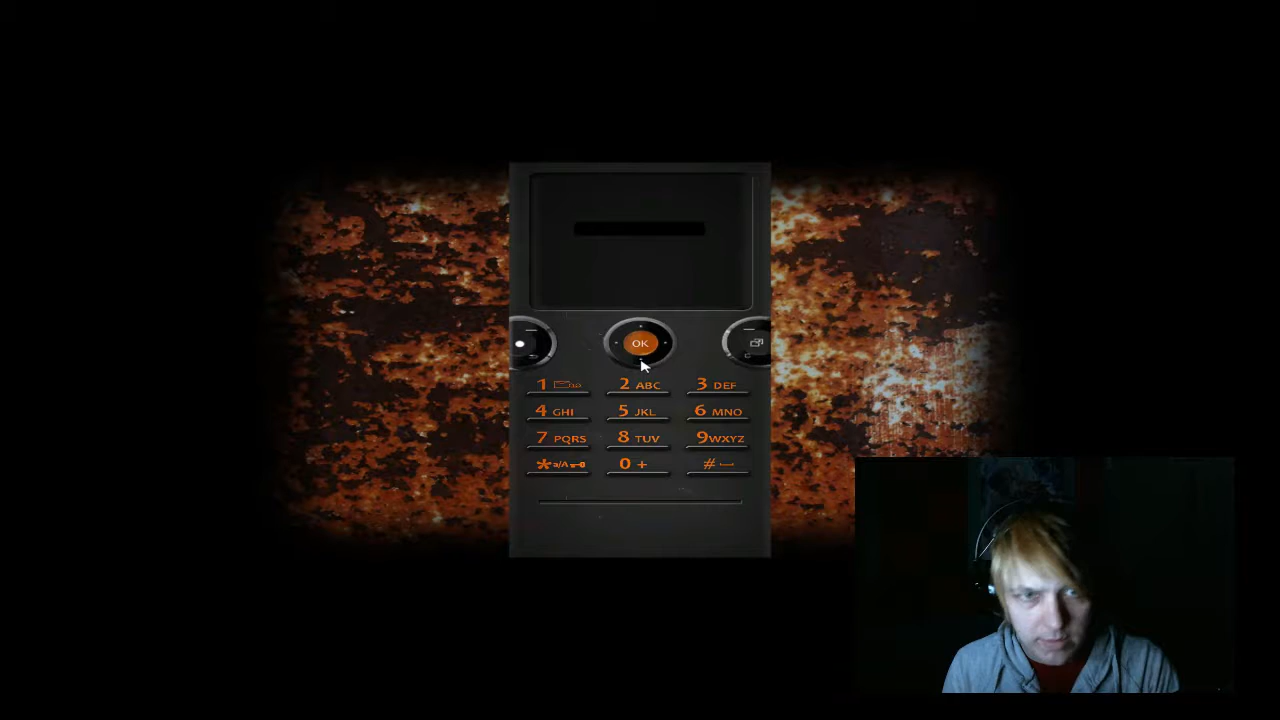 OK
1 2 ABC 3 DEF
4 GHI 5 JKL 6 MNO
7 PQRS 8 TUV 9WXYZ
*a/A 0 + #